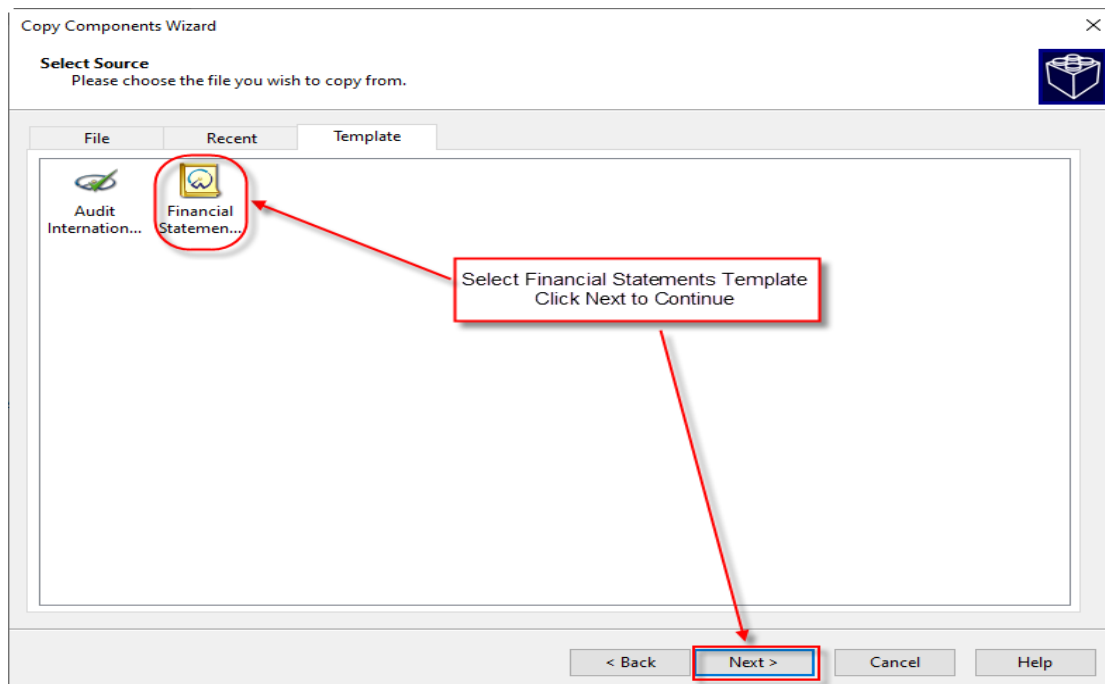 Copy Components Wizard
Select Source
Please choose the file you wish to copy from.
File
Recent
Template
Audit
Internation...
Financial
Statemen...
Select Financial Statements Template
Click Next to Continue
< Back
Next >
Cancel
Help